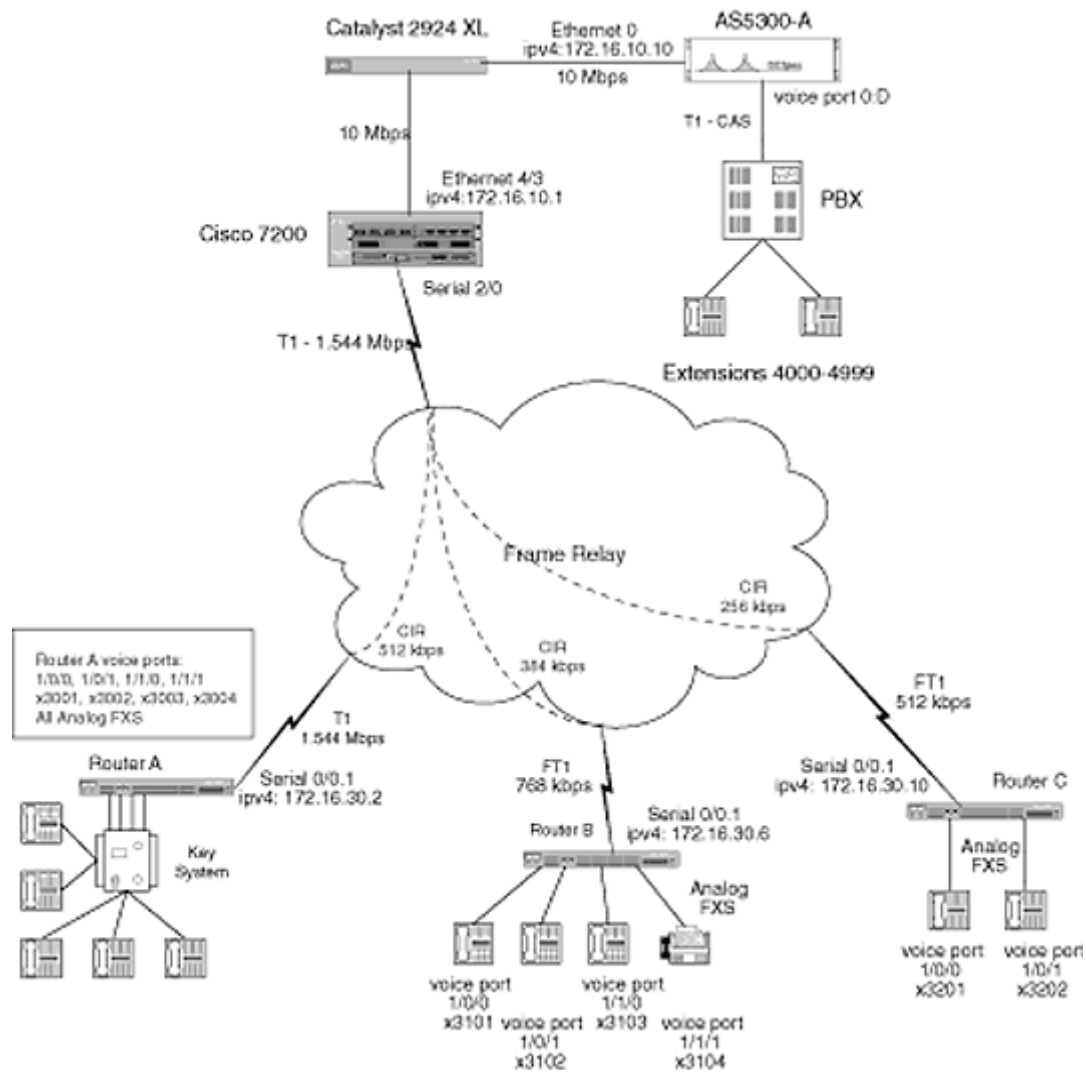 Catalyst 2924 XL
Ethernet 0
ipv4:172.16.10.10
10 Mbps
AS5300-A
voice port 0:D
T1 - CAS
10 Mbps
PBX
Ethernet 4/3
ipv4:172.16.10.1
Cisco 7200
Serial 2/0
T1 - 1.544 Mbps
Extensions 4000-4999
Frame Relay
CIR
256 kbps
CIR
512 kbps
CIR
384 kbps
Router A voice ports:
1/0/0, 1/0/1, 1/1/0, 1/1/1
x3001, x3002, x3003, x3004
All Analog FXS
T1
1.544 Mbps
FT1
512 kbps
Router A
Serial 0/0.1
ipv4: 172.16.30.2
FT1
768 kbps
Serial 0/0.1
ipv4: 172.16.30.10
Router C
Serial 0/0.1
ipv4: 172.16.30.6
Router B
Key
System
Analog
FXS
Analog
FXS
voice port
1/0/0
x3101
voice port
1/0/1
x3102
voice port
1/1/0
x3103
voice port
1/1/1
x3104
voice port
1/0/0
x3201
voice port
1/0/1
x3202